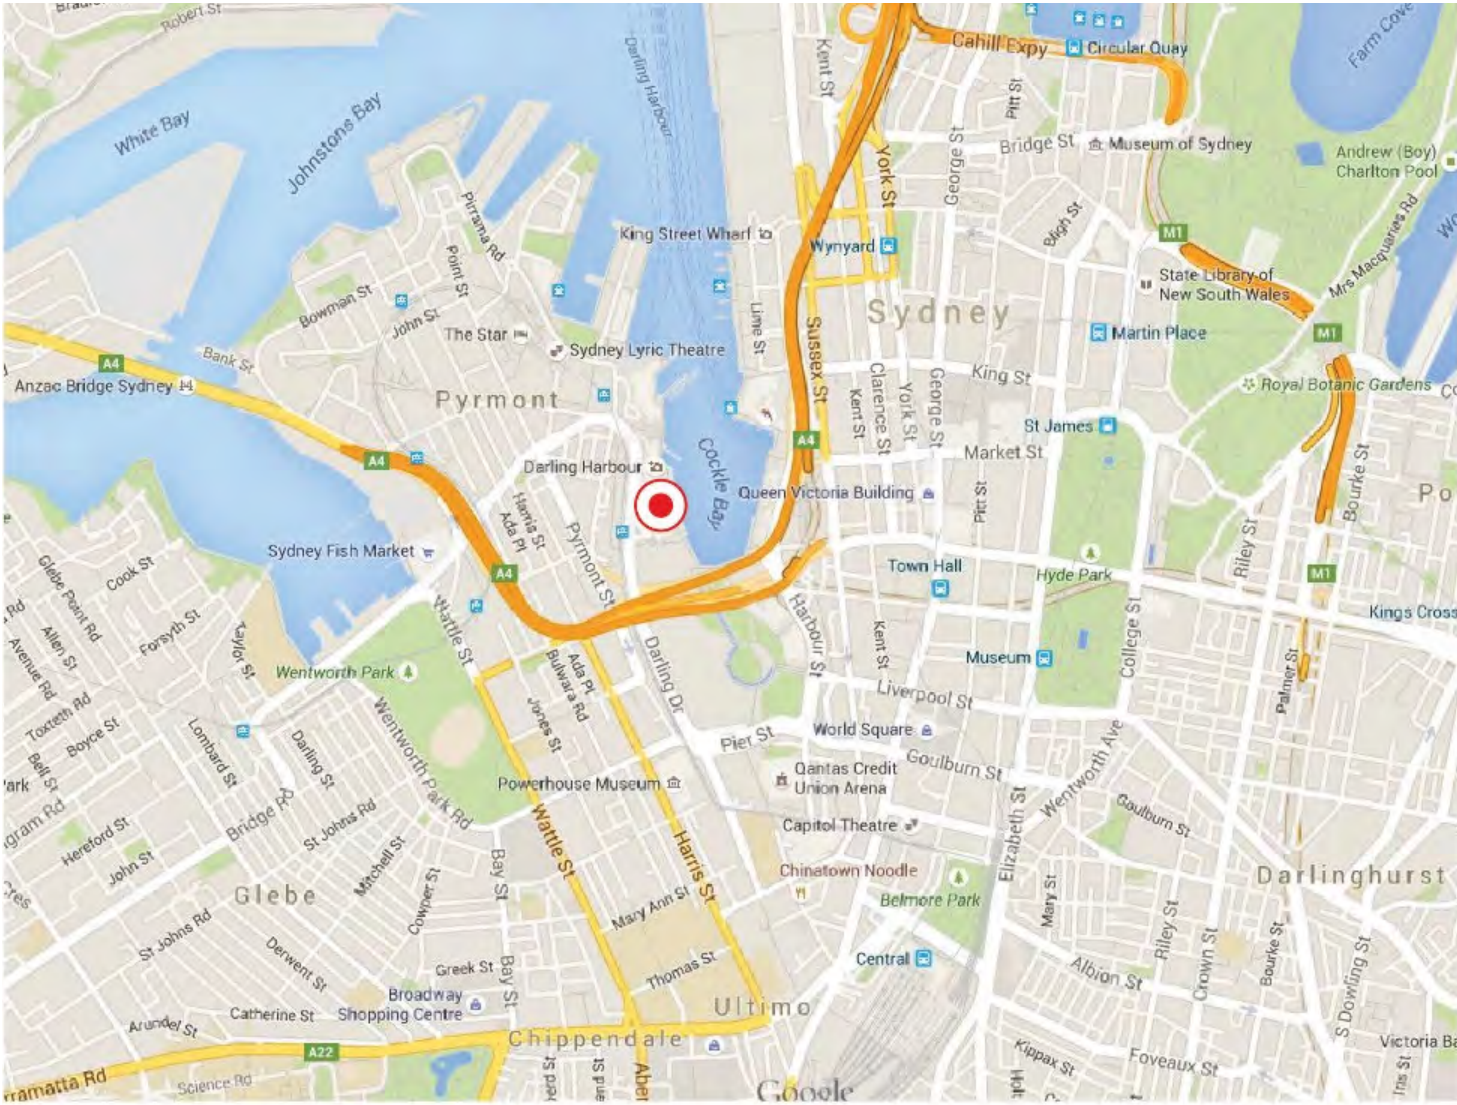 Robert St
White Bay
Johnstons Bay
Darling Harbour
Kent St
Cahill Expy
Circular Quay
Farm Cove
Pitt St
George St
Bridge St
Museum of Sydney
Andrew (Boy)
Charlton Pool
York St
Pirrama Rd
Point St
King Street Wharf
Wynyard
Bligh St
M1
Mrs Macquaries Rd
State Library of
New South Wales
Bowman St
John St
The Star
Sydney Lyric Theatre
Lime St
Sydney
Sussex St
Martin Place
M1
A4
Bank St
Anzac Bridge Sydney
Pyrmont
King St
Clarence St
Kent St
York St
George St
Royal Botanic Gardens
St James
A4
A4
Market St
Darling Harbour
Cockle Bay
Queen Victoria Building
Pitt St
Bourke St
Po
Harris St
Ada Pl
Pyrmont St
Sydney Fish Market
A4
Riley St
Town Hall
Hyde Park
M1
Kings Cross
Cook St
Glebe Point Rd
Rd
Allen St
Avenue Rd
Forsyth St
Taylor St
Wattle St
Harbour St
Kent St
College St
Museum
Palmer St
Wentworth Park
Ada Pl
Bulwara Rd
Darling Dr
Liverpool St
Toxteth Rd
Boyce St
Bell St
Park
Lombard St
Darling St
Wentworth Park Rd
Jones St
Pier St
World Square
Goulburn St
Wentworth Ave
Powerhouse Museum
Qantas Credit
Union Arena
Bridge Rd
St Johns Rd
Wattle St
Harris St
Capitol Theatre
Elizabeth St
Goulburn St
Hereford St
John St
Mitchell St
Bay St
Chinatown Noodle
Darlinghurst
Glebe
Cowper St
Mary Ann St
Belmore Park
Mary St
Riley St
Crown St
Bourke St
S Dowling St
St Johns Rd
Derwent St
Greek St
Bay St
Thomas St
Central
Albion St
Broadway
Shopping Centre
Ultimo
Arundel St
Catherine St
A22
Chippendale
Victoria Ba
Kippax St
Foveaux St
Iris St
rramatta Rd
Science Rd
Aber
Holt
Google